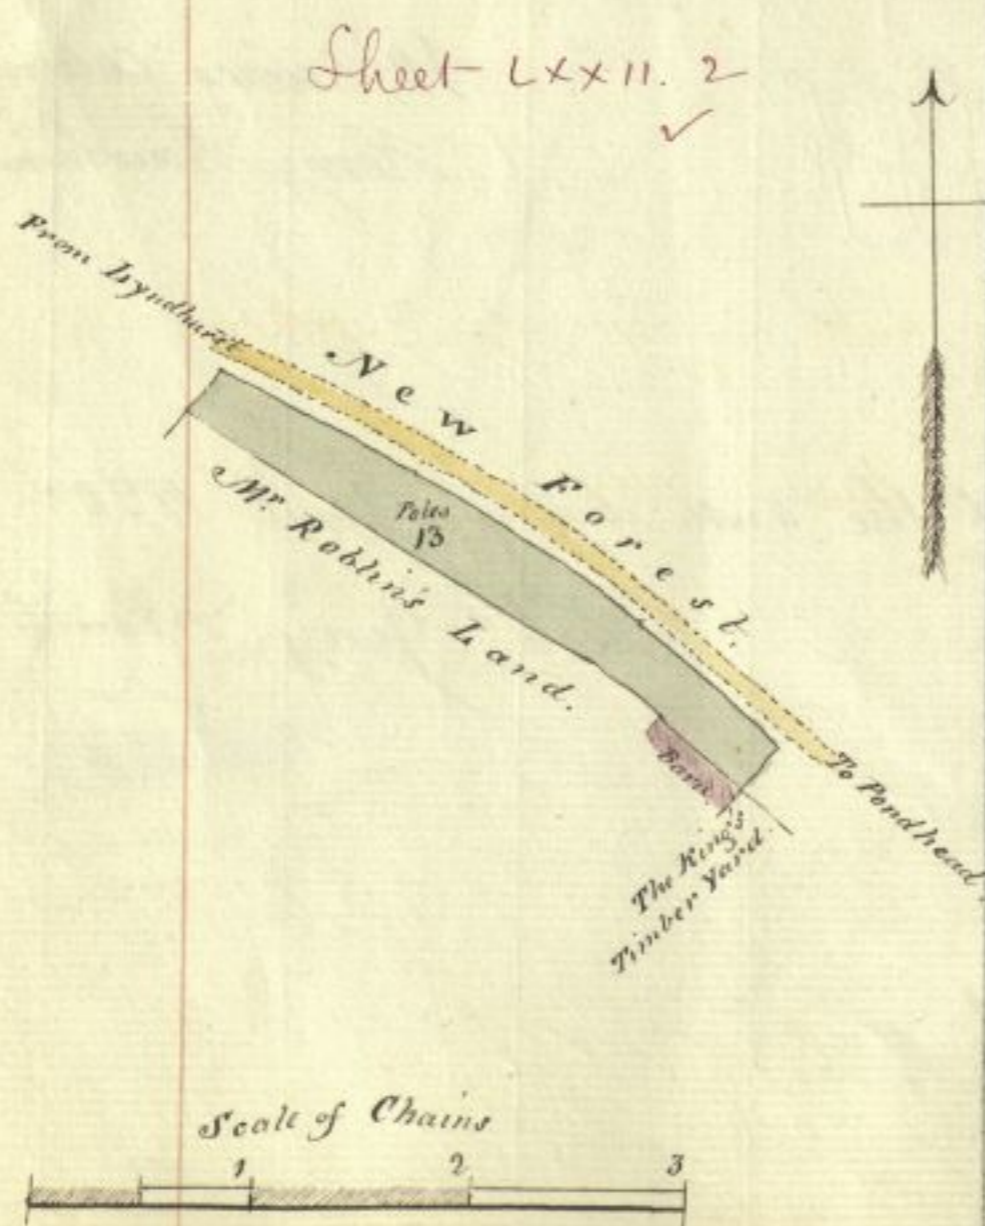 Sheet LXXII. 2
From Lyndhurst
New Forest.
Poles
13
Mr. Roblin's Land.
Barn
To Pondhead
The King's
Timber Yard.
Scale of Chains
1 2 3